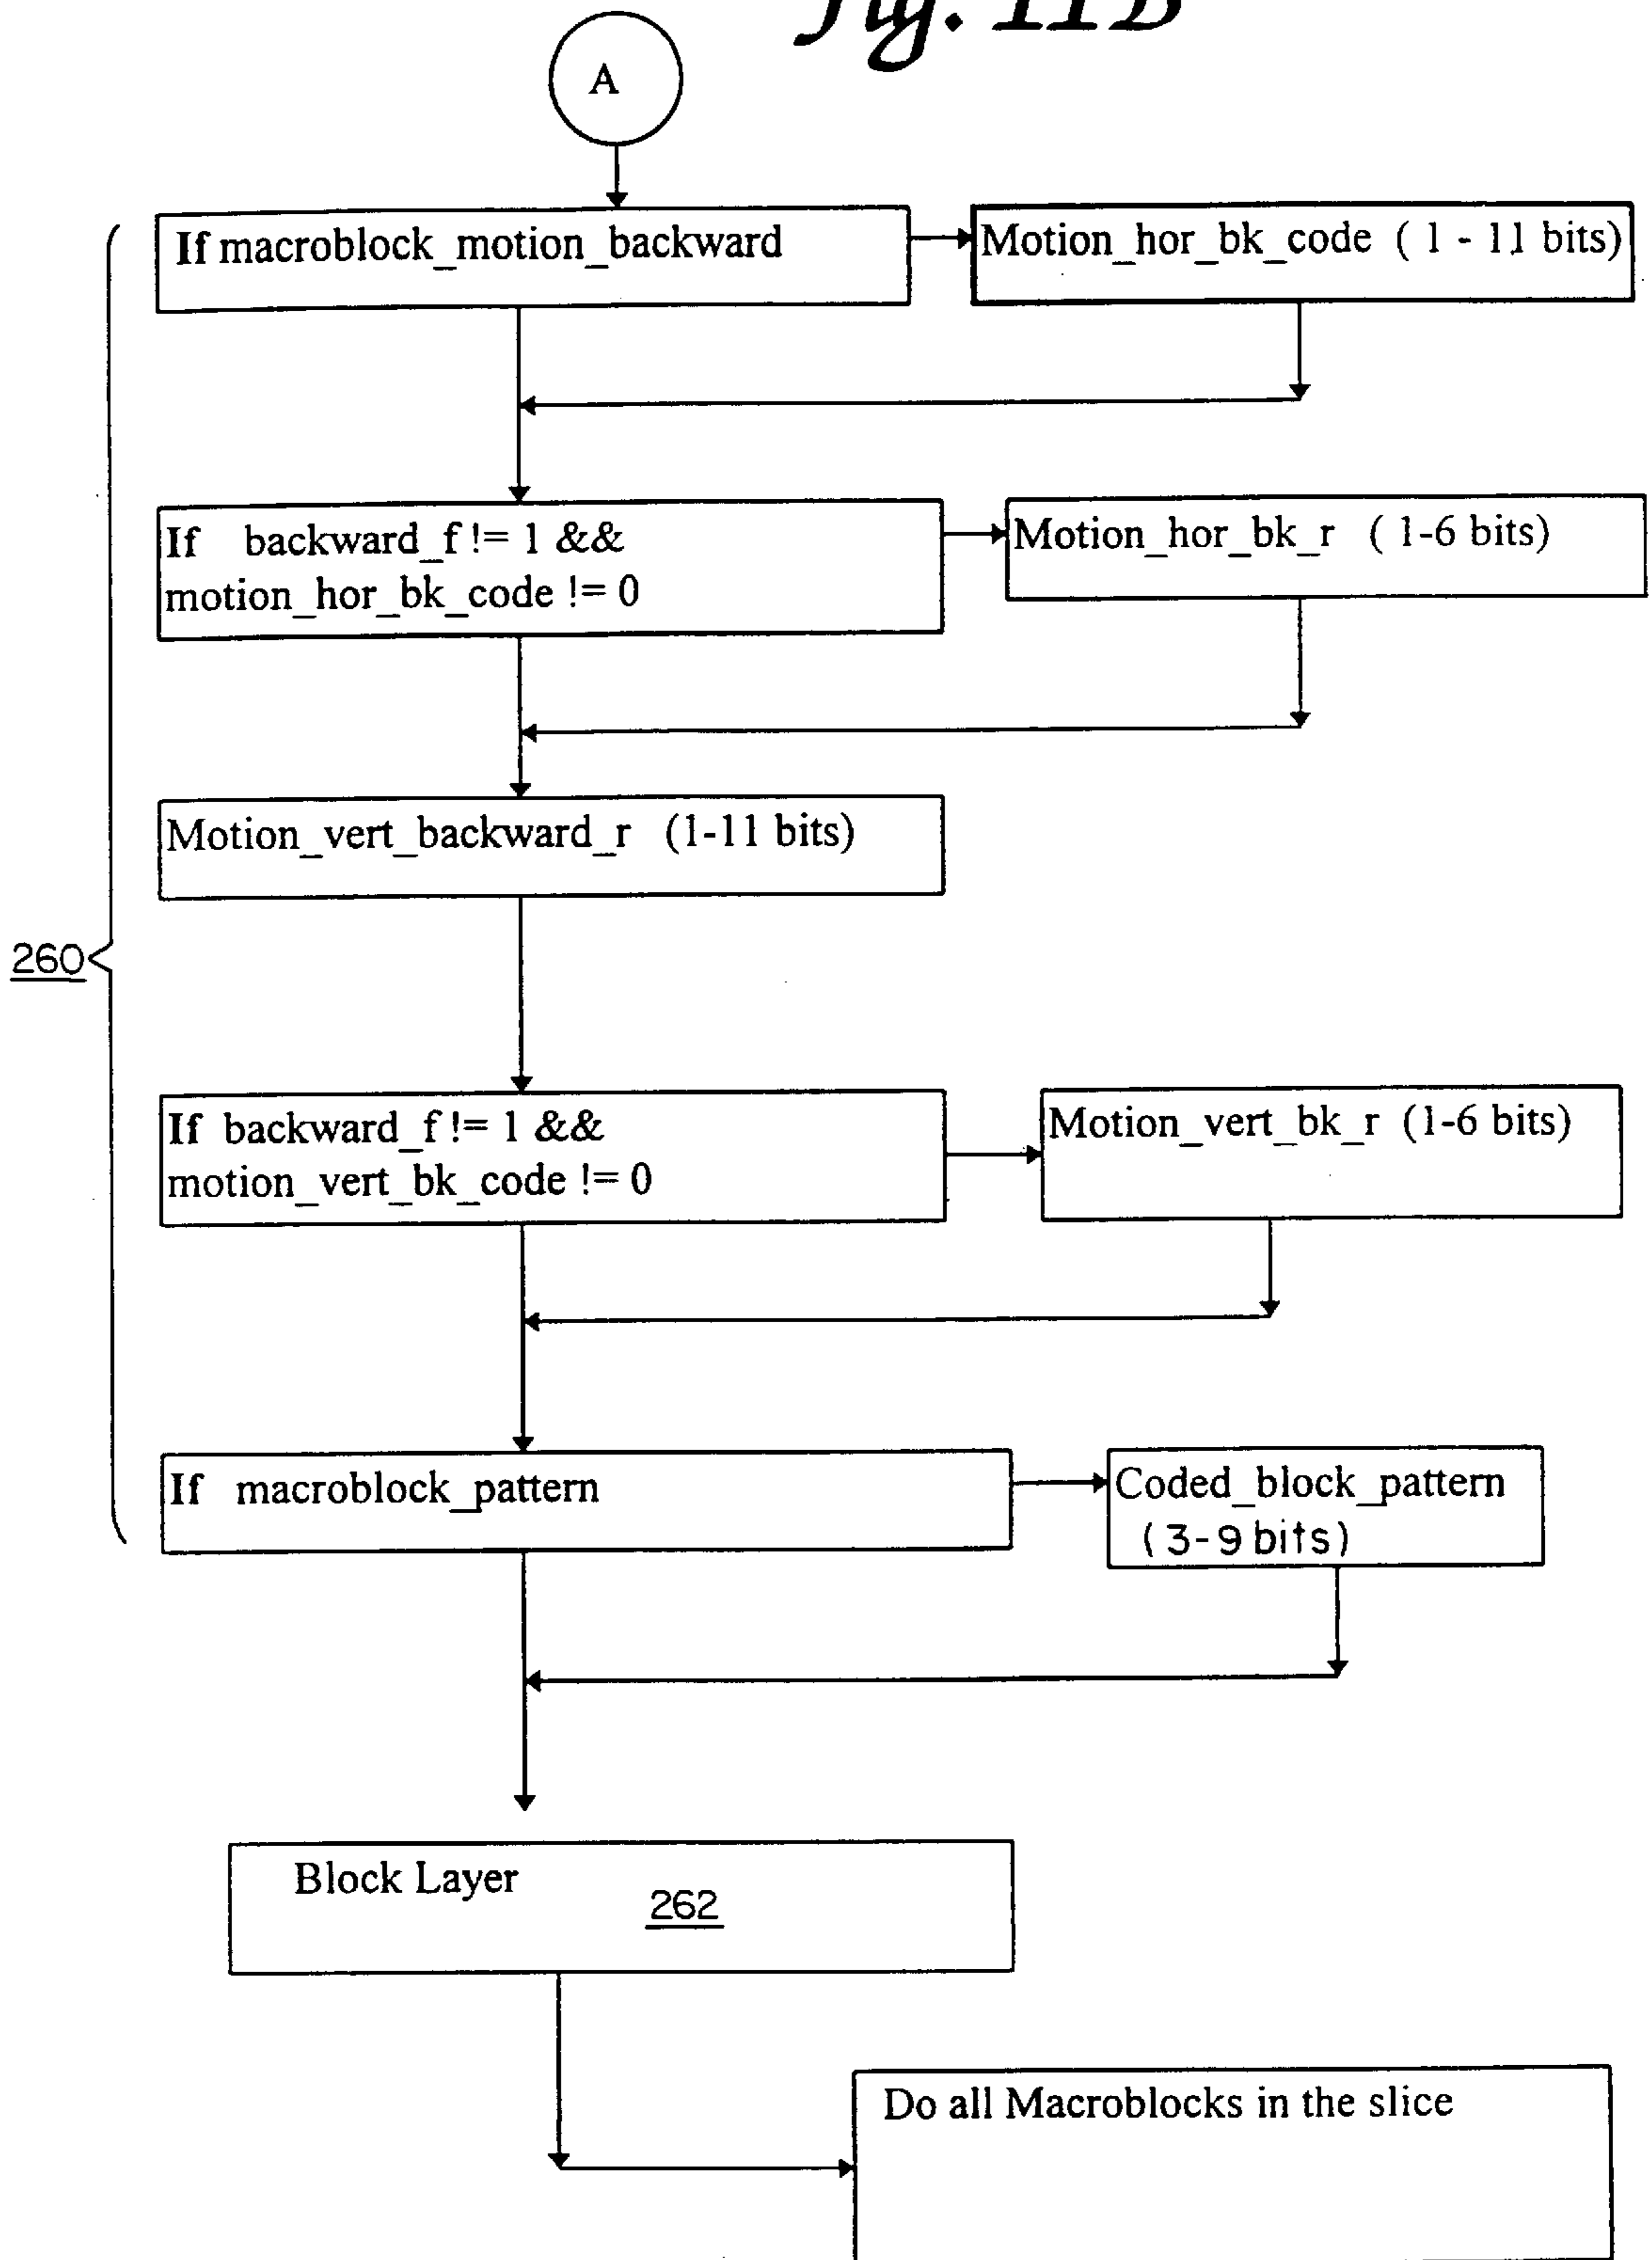 Fig. 11B
A
If macroblock_motion_backward
Motion_hor_bk_code ( 1 - 11 bits)
If backward_f != 1 &&
motion_hor_bk_code != 0
Motion_hor_bk_r ( 1-6 bits)
Motion_vert_backward_r (1-11 bits)
260
If backward_f != 1 &&
motion_vert_bk_code != 0
Motion_vert_bk_r (1-6 bits)
If macroblock_pattern
Coded_block_pattern
(3-9 bits)
Block Layer
262
Do all Macroblocks in the slice